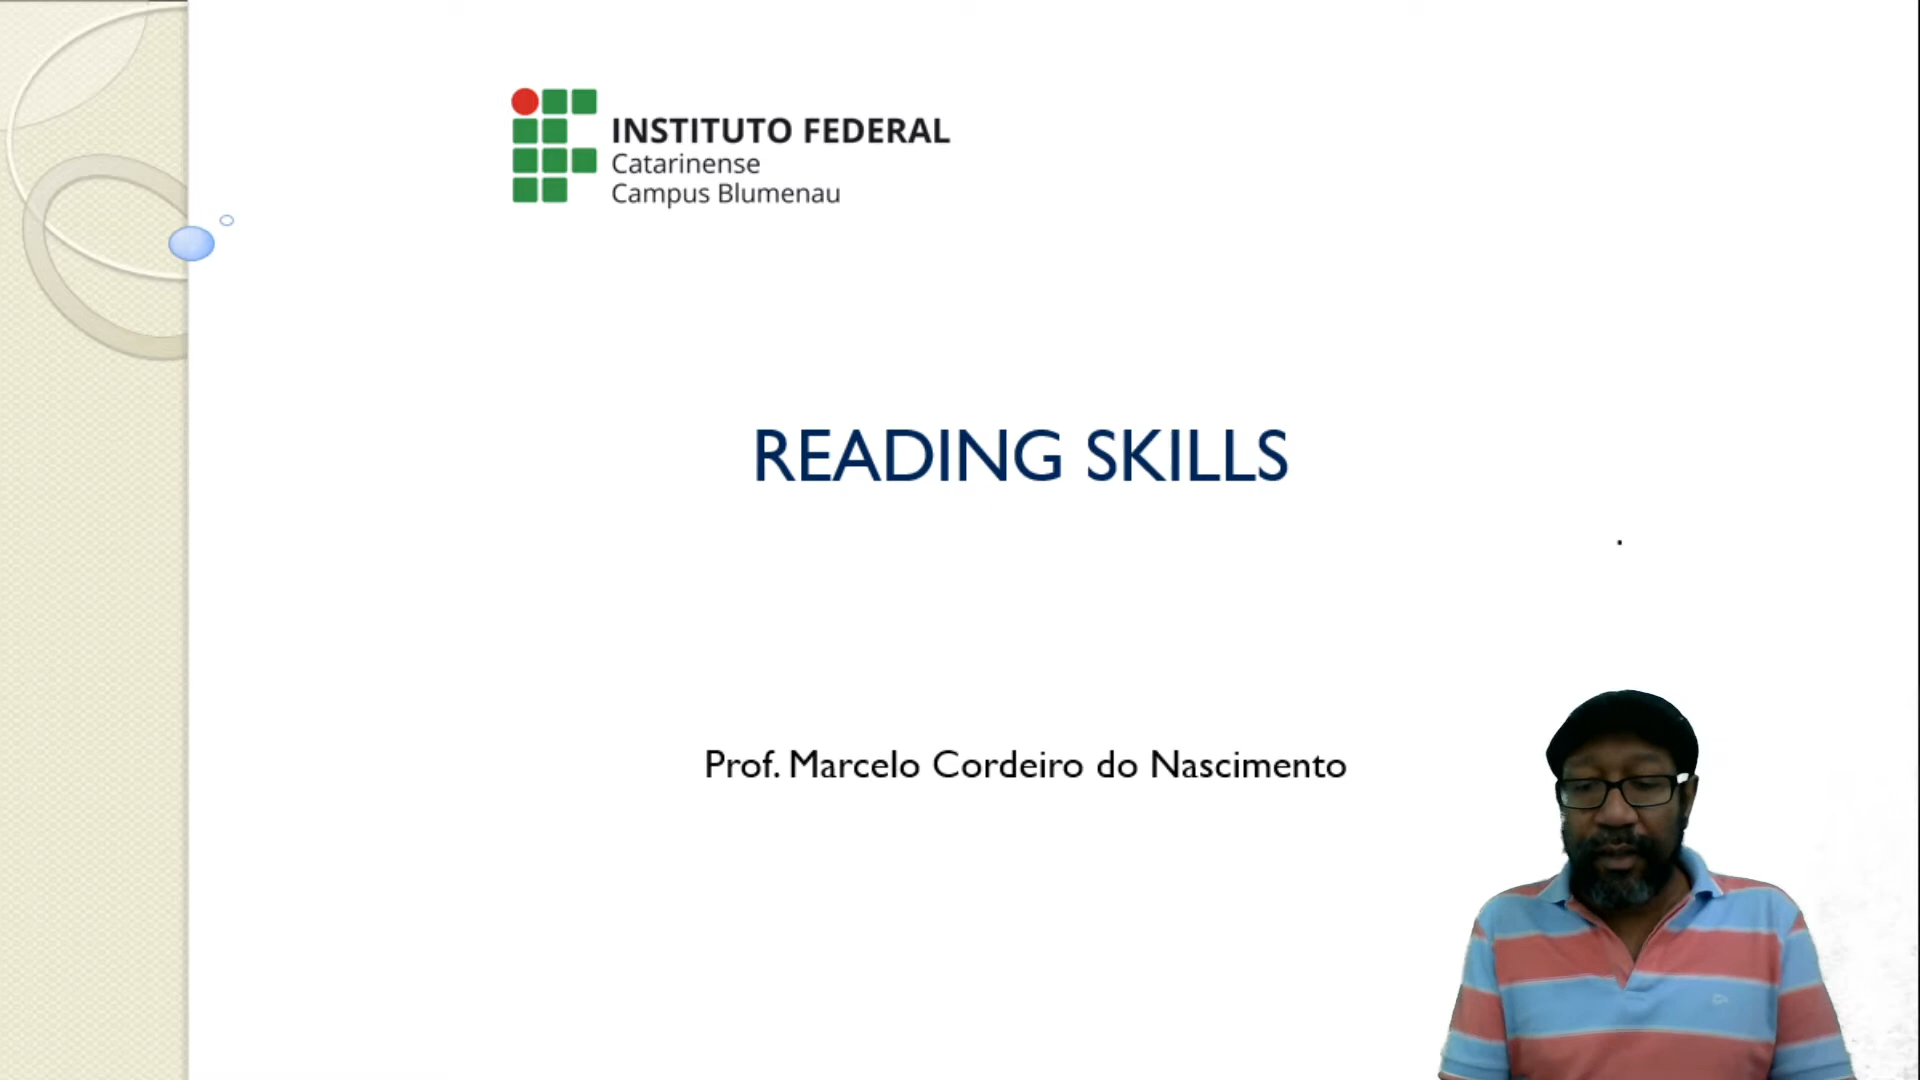 INSTITUTO FEDERAL
Catarinense
Campus Blumenau
READING SKILLS
.
Prof. Marcelo Cordeiro do Nascimento